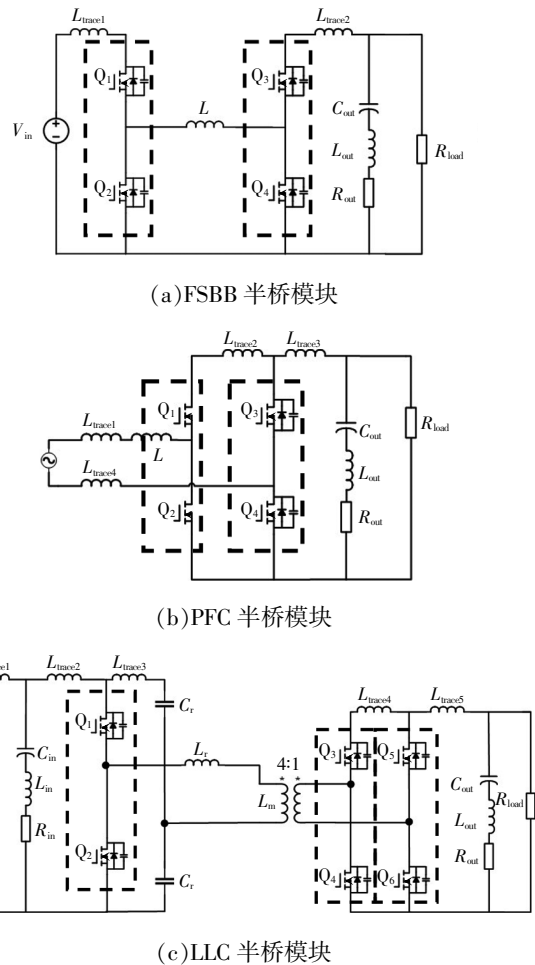 L_trace1
L_trace2
Q₁
Q₃
L
V_in
C_out
L_out
R_out
R_load
Q₂
Q₄
(a)FSBB 半桥模块
L_trace2
L_trace3
Q₁
Q₃
L_trace1
L
C_out
R_load
L_trace4
L_out
Q₂
Q₄
R_out
(b)PFC 半桥模块
L_trace2
L_trace3
L_trace4
L_trace5
Q₁
C_r
L_r
4:1
Q₃
Q₅
C_in
* *
C_out
R_load
L_in
L_m
L_out
R_in
Q₂
R_out
C_r
Q₄
Q₆
(c)LLC 半桥模块